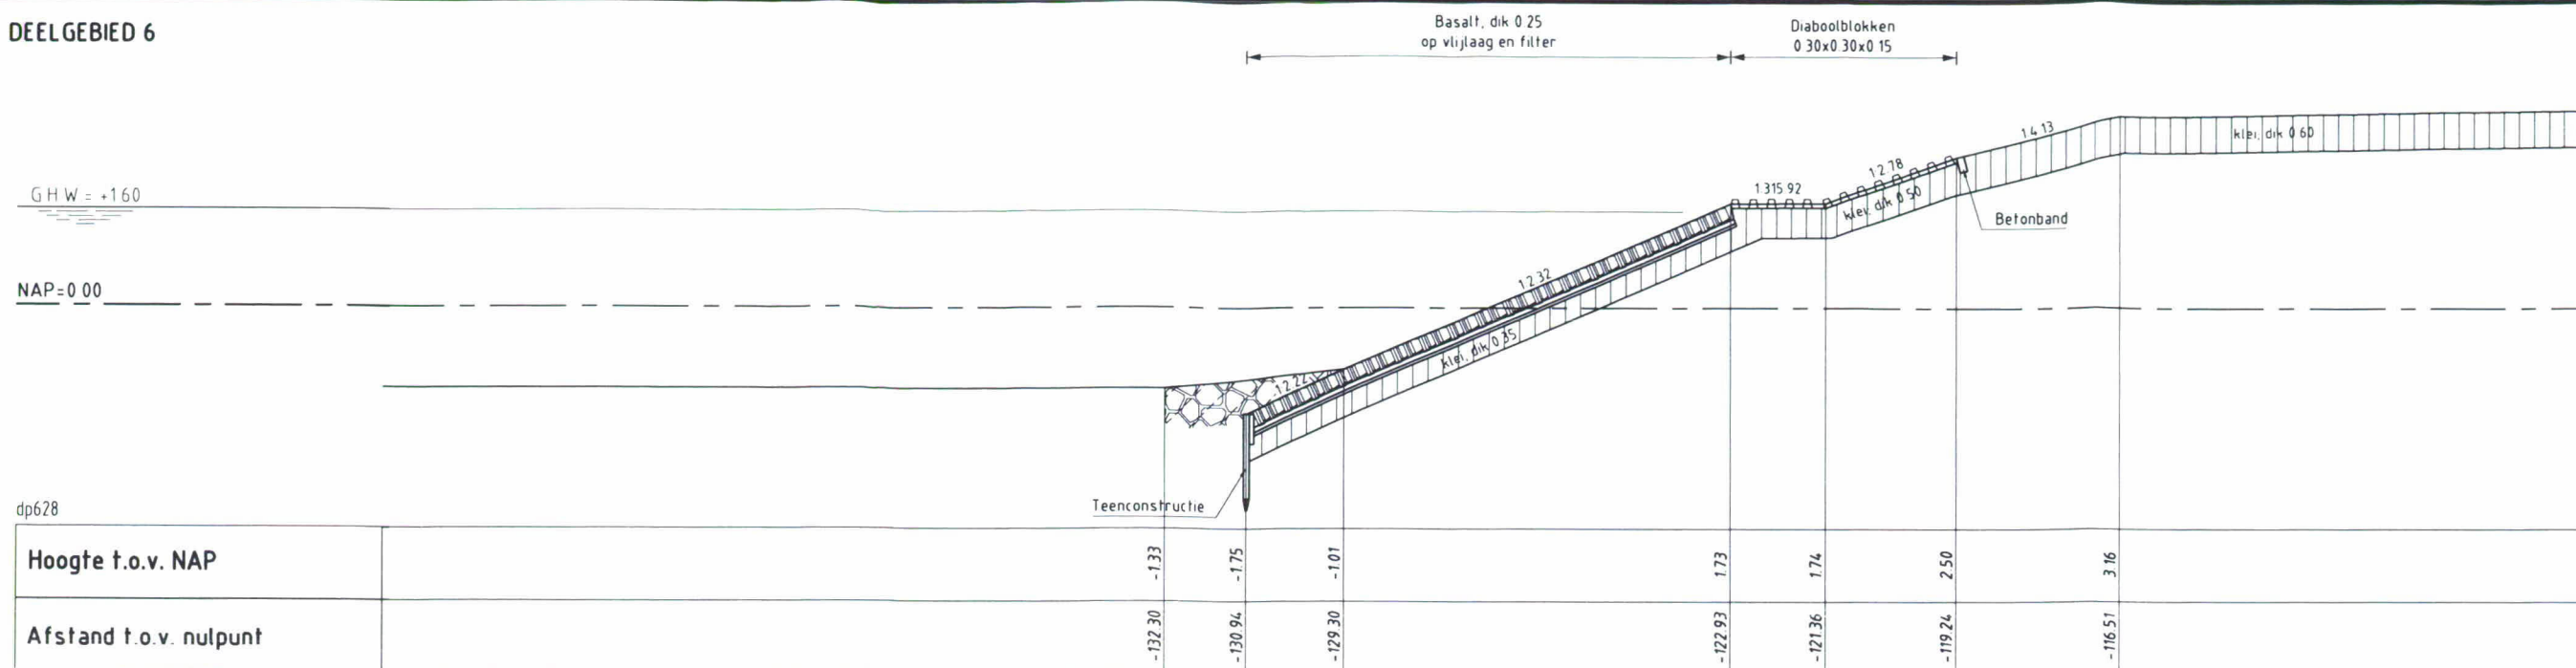 DEELGEBIED 6
Basalt, dik 0.25
op vlijlaag en filter
Diaboolblokken
0.30x0.30x0.15
1:4.13
klei, dik 0.60
1:2.78
klei, dik 0.50
1:315.92
Betonband
GHW = +1.60
1:2.32
NAP=0.00
klei, dik 0.35
1:2.22
Teenconstructie
dp628
Hoogte t.o.v. NAP
-1.33
-1.75
-1.01
1.73
1.74
2.50
3.16
Afstand t.o.v. nulpunt
-132.30
-130.94
-129.30
-122.93
-121.36
-119.24
-116.51